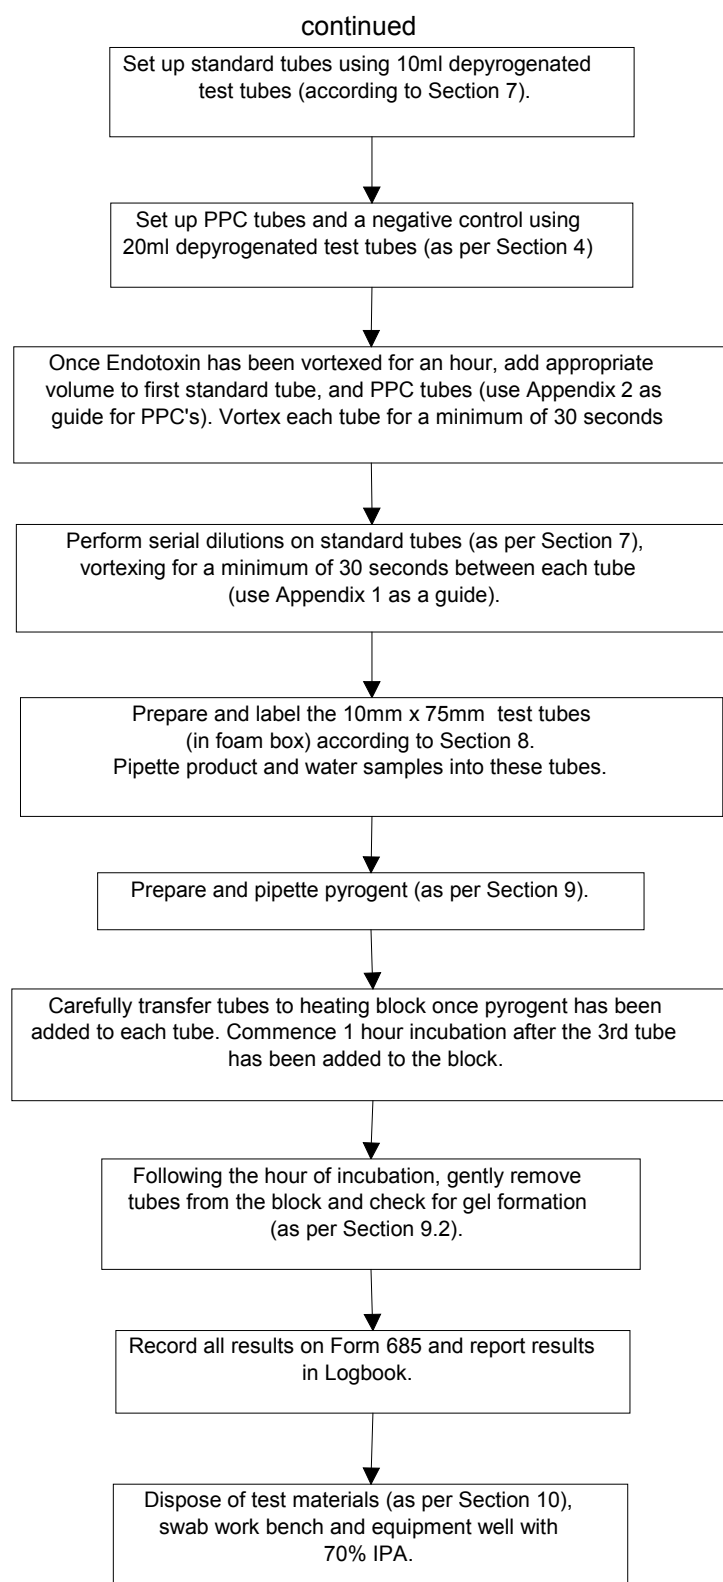 continued
Set up standard tubes using 10ml depyrogenated
test tubes (according to Section 7).
Set up PPC tubes and a negative control using
20ml depyrogenated test tubes (as per Section 4)
Once Endotoxin has been vortexed for an hour, add appropriate
volume to first standard tube, and PPC tubes (use Appendix 2 as
guide for PPC's). Vortex each tube for a minimum of 30 seconds
Perform serial dilutions on standard tubes (as per Section 7),
vortexing for a minimum of 30 seconds between each tube
(use Appendix 1 as a guide).
Prepare and label the 10mm x 75mm test tubes
(in foam box) according to Section 8.
Pipette product and water samples into these tubes.
Prepare and pipette pyrogent (as per Section 9).
Carefully transfer tubes to heating block once pyrogent has been
added to each tube. Commence 1 hour incubation after the 3rd tube
has been added to the block.
Following the hour of incubation, gently remove
tubes from the block and check for gel formation
(as per Section 9.2).
Record all results on Form 685 and report results
in Logbook.
Dispose of test materials (as per Section 10),
swab work bench and equipment well with
70% IPA.